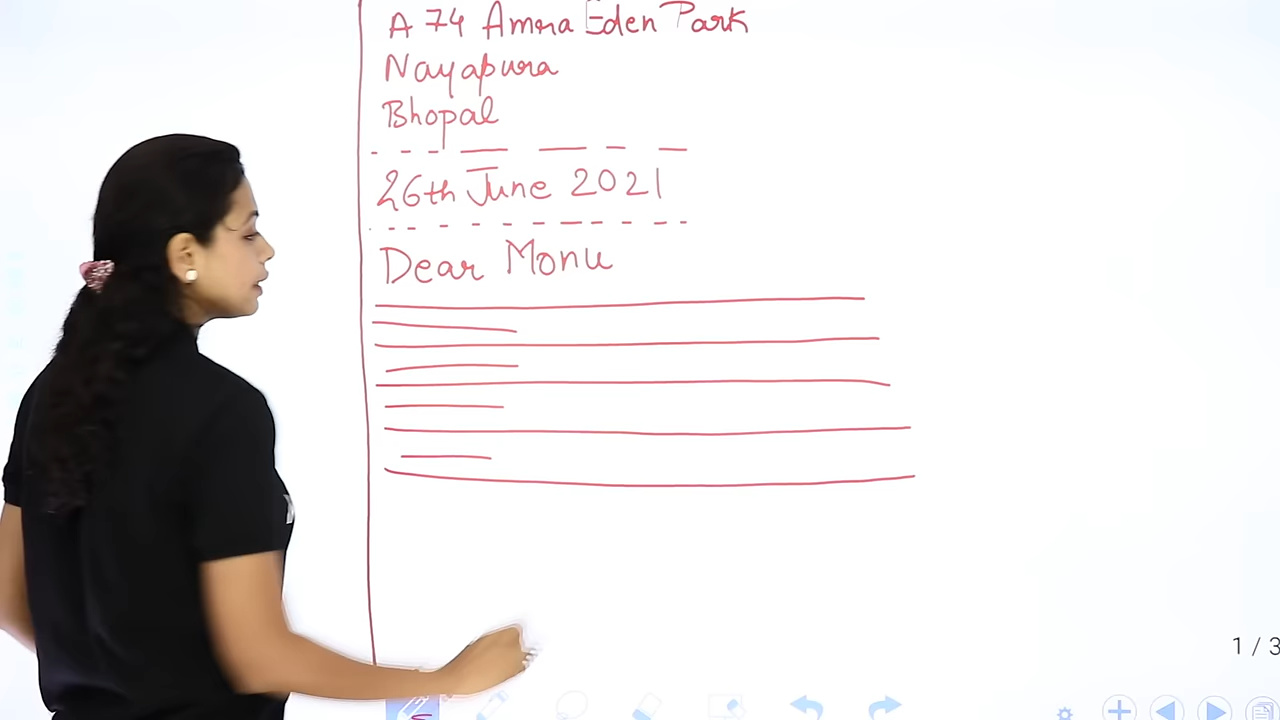 A 74 Amra Eden Park
Nayapura
Bhopal
26th June 2021
Dear Monu
1 / 3